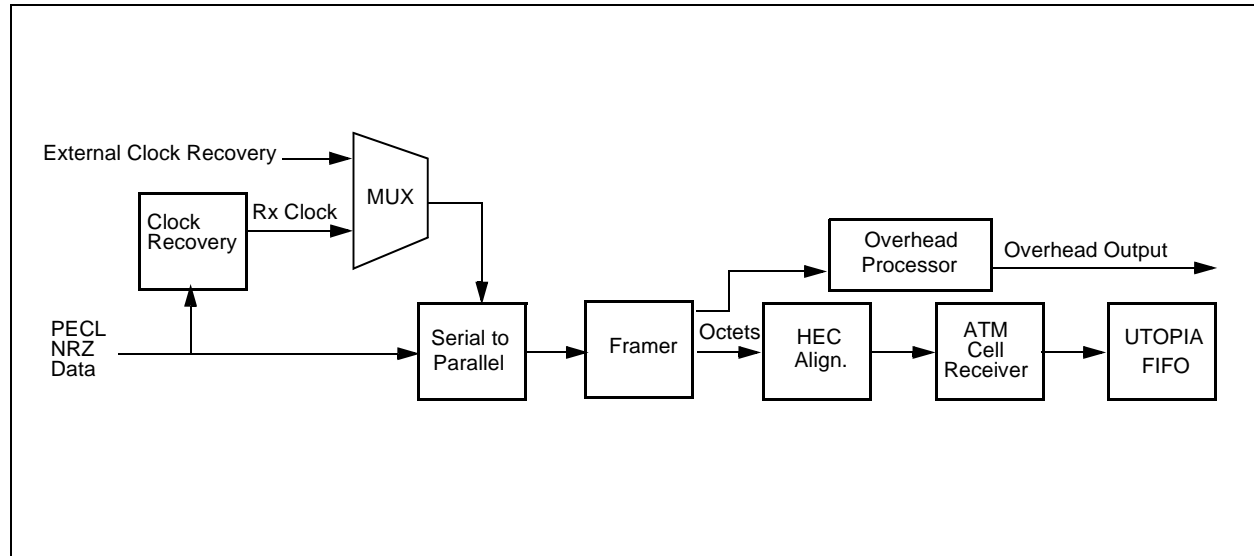 External Clock Recovery
MUX
Clock
Recovery
Rx Clock
Overhead
Processor
Overhead Output
PECL
NRZ
Data
Serial to
Parallel
Framer
Octets
HEC
Align.
ATM
Cell
Receiver
UTOPIA
FIFO